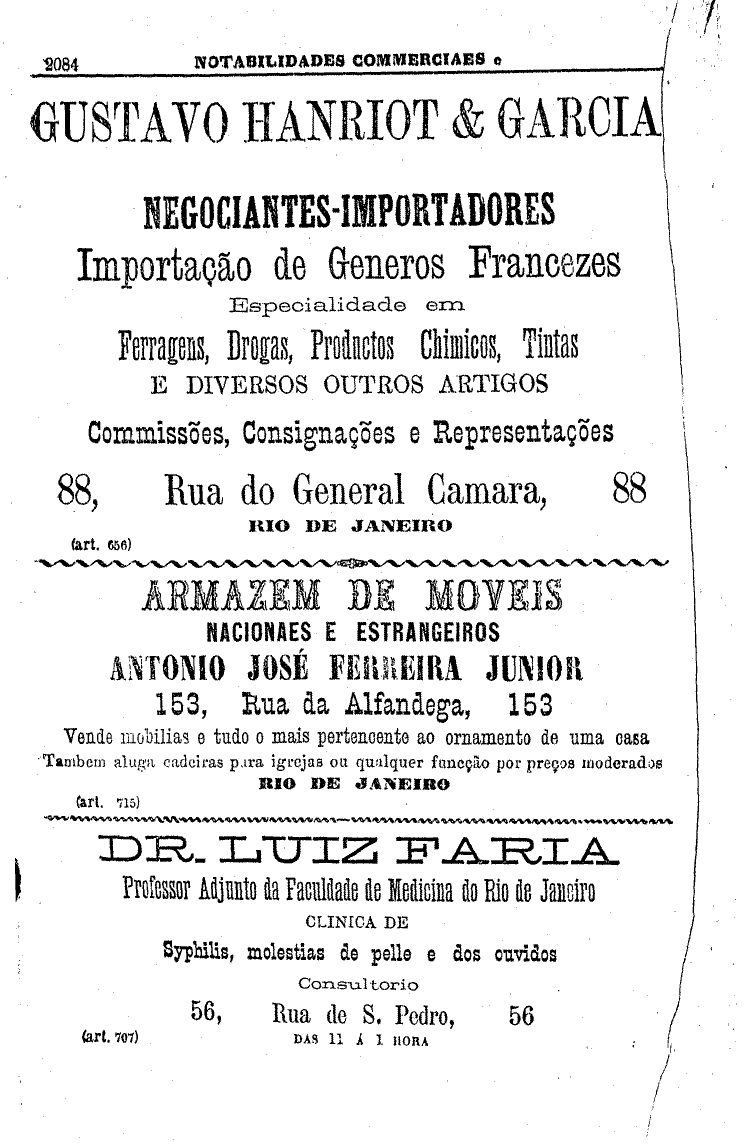 2084 NOTABILIDADES COMMERCIAES e
GUSTAVO HANRIOT & GARCIA
NEGOCIANTES-IMPORTADORES
Importação de Generos Francezes
Especialidade em
Ferragens, Drogas, Productos Chimicos, Tintas
E DIVERSOS OUTROS ARTIGOS
Commissões, Consignações e Representações
88, Rua do General Camara, 88
RIO DE JANEIRO
(art. 656)
ARMAZEM DE MOVEIS
NACIONAES E ESTRANGEIROS
ANTONIO JOSÉ FERREIRA JUNIOR
153, Rua da Alfandega, 153
Vende mobilias e tudo o mais pertencente ao ornamento de uma casa
Tambem aluga cadeiras para igrejas ou qualquer funcção por preços moderados
RIO DE JANEIRO
(art. 715)
DR. LUIZ FARIA
Professor Adjunto da Faculdade de Medicina do Rio de Janeiro
CLINICA DE
Syphilis, molestias de pelle e dos ouvidos
Consultorio
56, Rua de S. Pedro, 56
(art. 707) DAS 11 Á 1 HORA